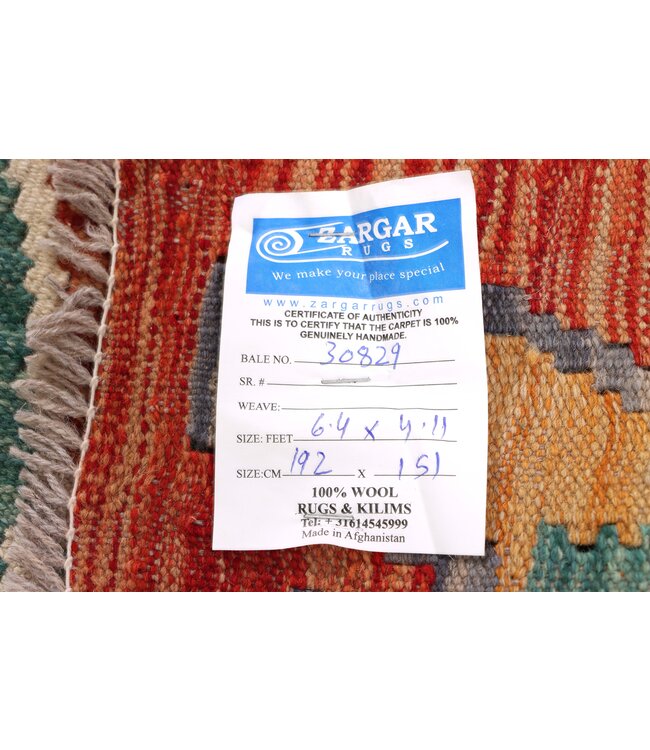 ZARGAR
RUGS
We make your place special
www.zargarrugs.com
CERTIFICATE OF AUTHENTICITY
THIS IS TO CERTIFY THAT THE CARPET IS 100%
GENUINELY HANDMADE.
BALE NO. 30829
SR. #
WEAVE:
SIZE: FEET 6.4 x 4.11
SIZE:CM 192 X 151
100% WOOL
RUGS & KILIMS
Tel: + 31614545999
Made in Afghanistan